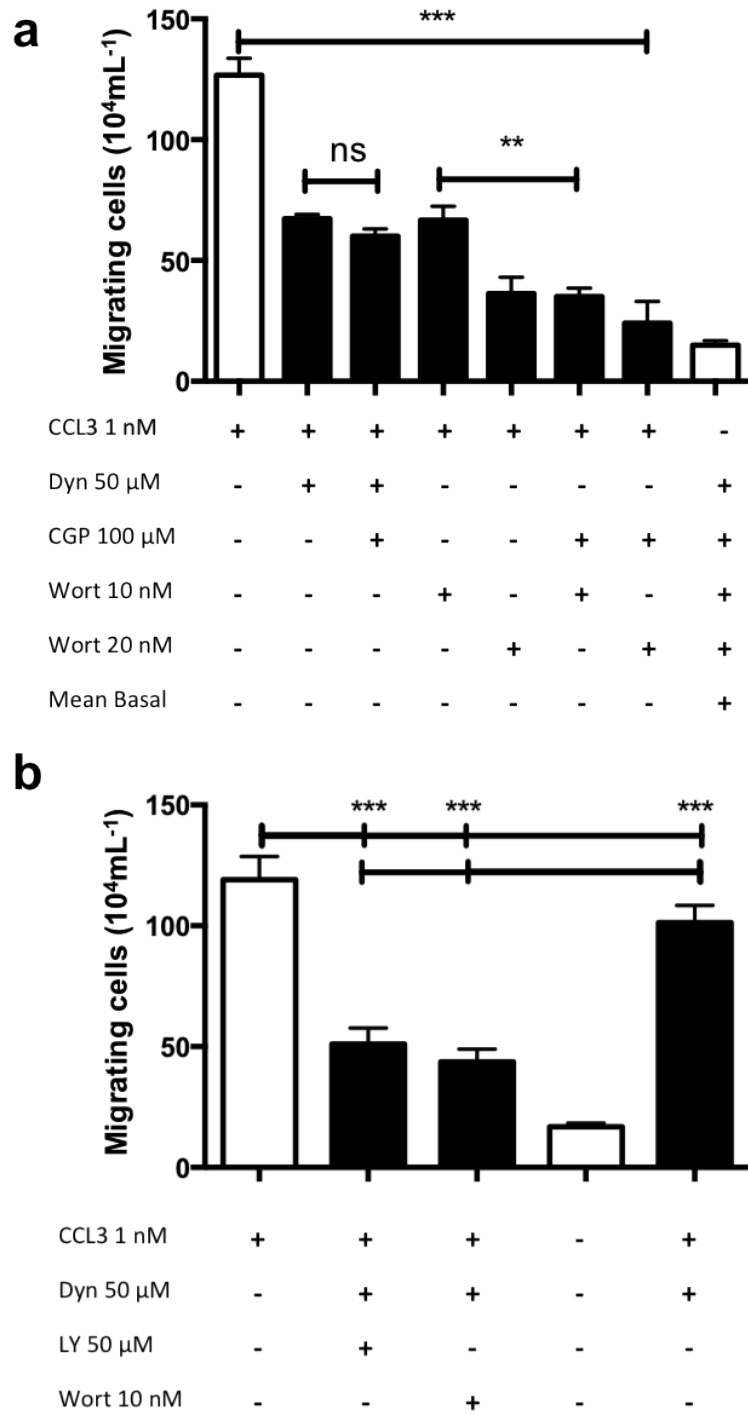 a
Migrating cells (10⁴mL⁻¹)
150
100
50
0
***
ns
**
CCL3 1 nM + + + + + + + -
Dyn 50 µM - + + - - - - +
CGP 100 µM - - + - - + + +
Wort 10 nM - - - + - + - +
Wort 20 nM - - - - + - + +
Mean Basal - - - - - - - +
b
Migrating cells (10⁴mL⁻¹)
150
100
50
0
*** *** ***
CCL3 1 nM + + + - +
Dyn 50 µM - + + - +
LY 50 µM - + - - -
Wort 10 nM - - + - -